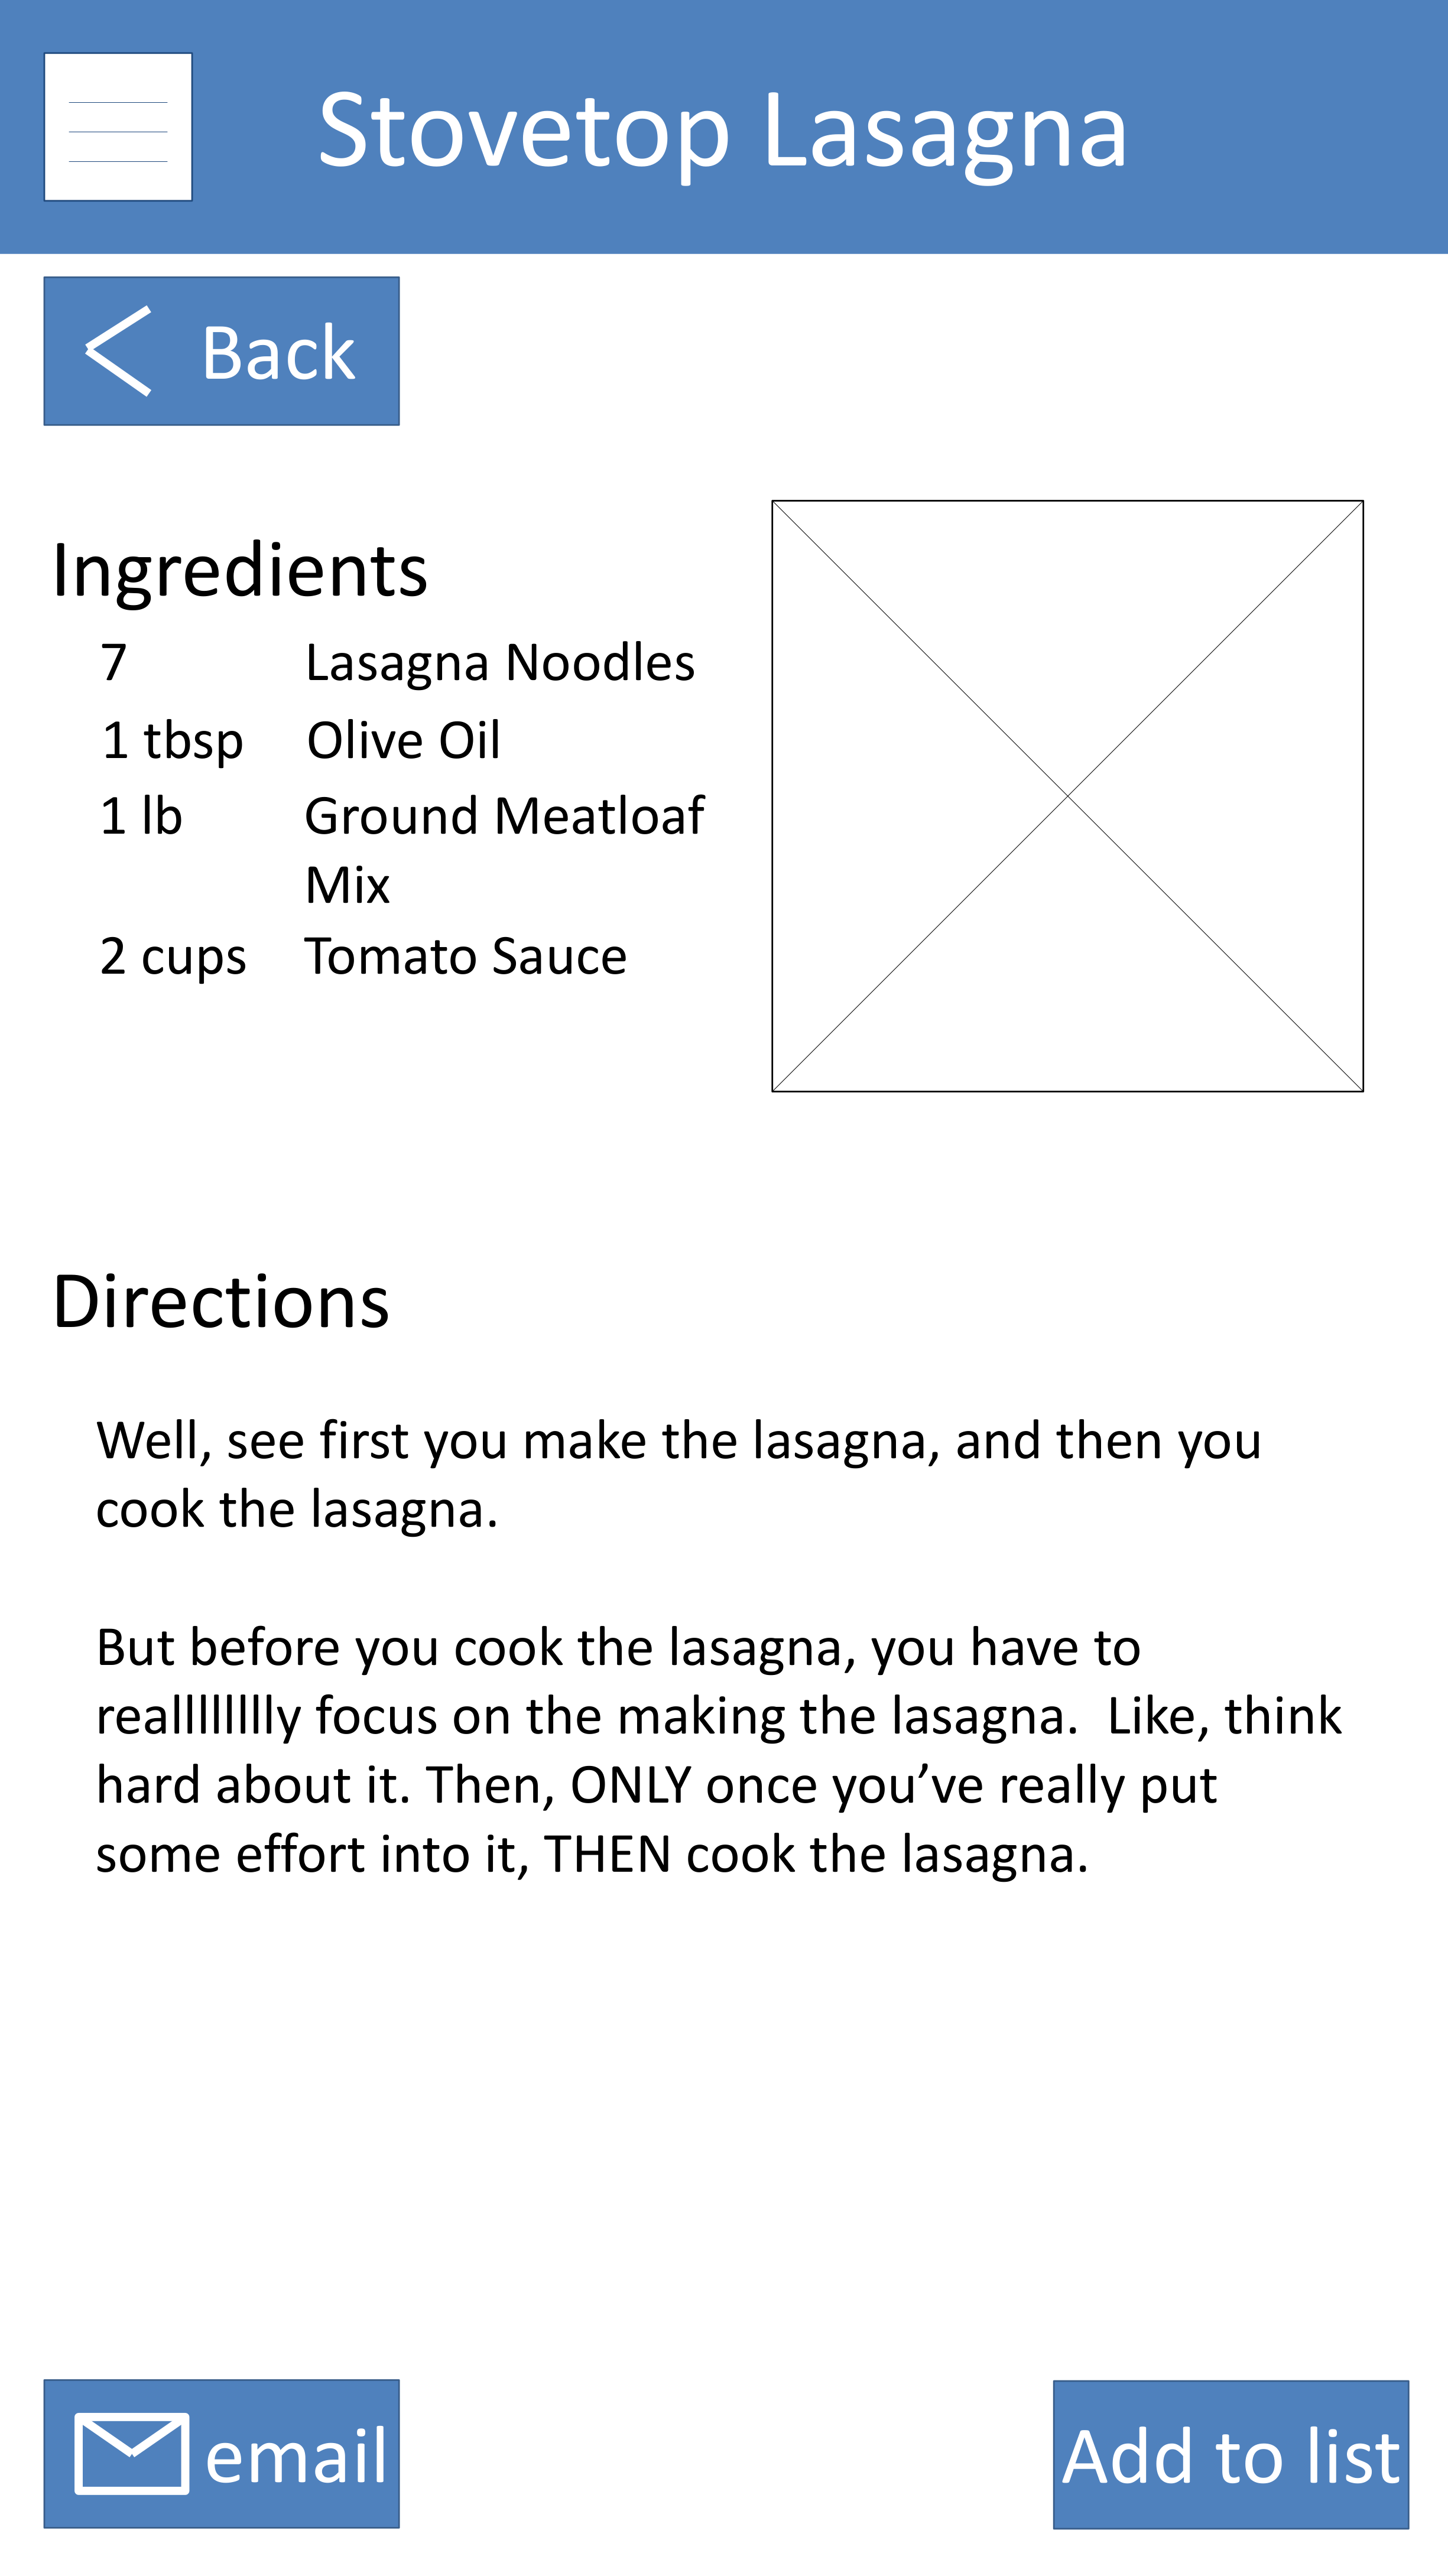 Stovetop Lasagna
Back
Ingredients
7 Lasagna Noodles
1 tbsp Olive Oil
1 lb Ground Meatloaf
Mix
2 cups Tomato Sauce
Directions
Well, see first you make the lasagna, and then you
cook the lasagna.
But before you cook the lasagna, you have to
realllllllly focus on the making the lasagna.  Like, think
hard about it. Then, ONLY once you’ve really put
some effort into it, THEN cook the lasagna.
email
Add to list